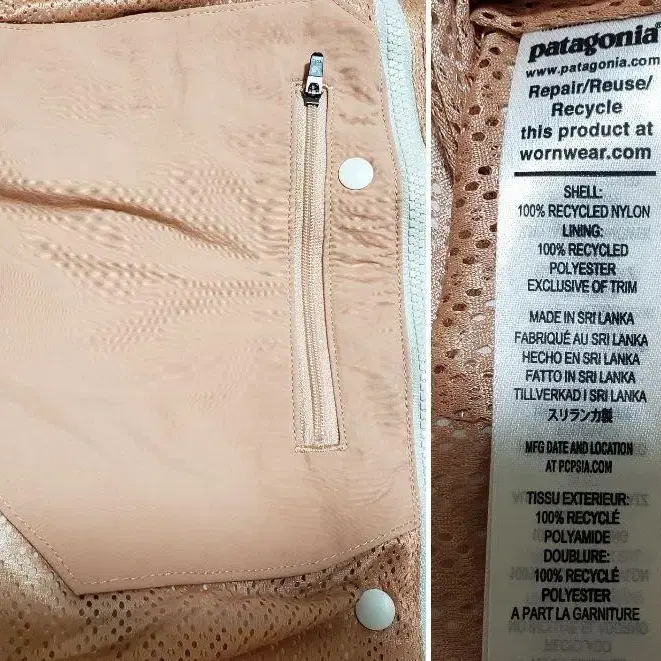 patagonia®
www.patagonia.com
Repair/Reuse/
Recycle
this product at
wornwear.com
SHELL:
100% RECYCLED NYLON
LINING:
100% RECYCLED
POLYESTER
EXCLUSIVE OF TRIM
MADE IN SRI LANKA
FABRIQUÉ AU SRI LANKA
HECHO EN SRI LANKA
FATTO IN SRI LANKA
TILLVERKAD I SRI LANKA
スリランカ製
MFG DATE AND LOCATION
AT PCPSIA.COM
TISSU EXTERIEUR:
100% RECYCLÉ
POLYAMIDE
DOUBLURE:
100% RECYCLÉ
POLYESTER
A PART LA GARNITURE